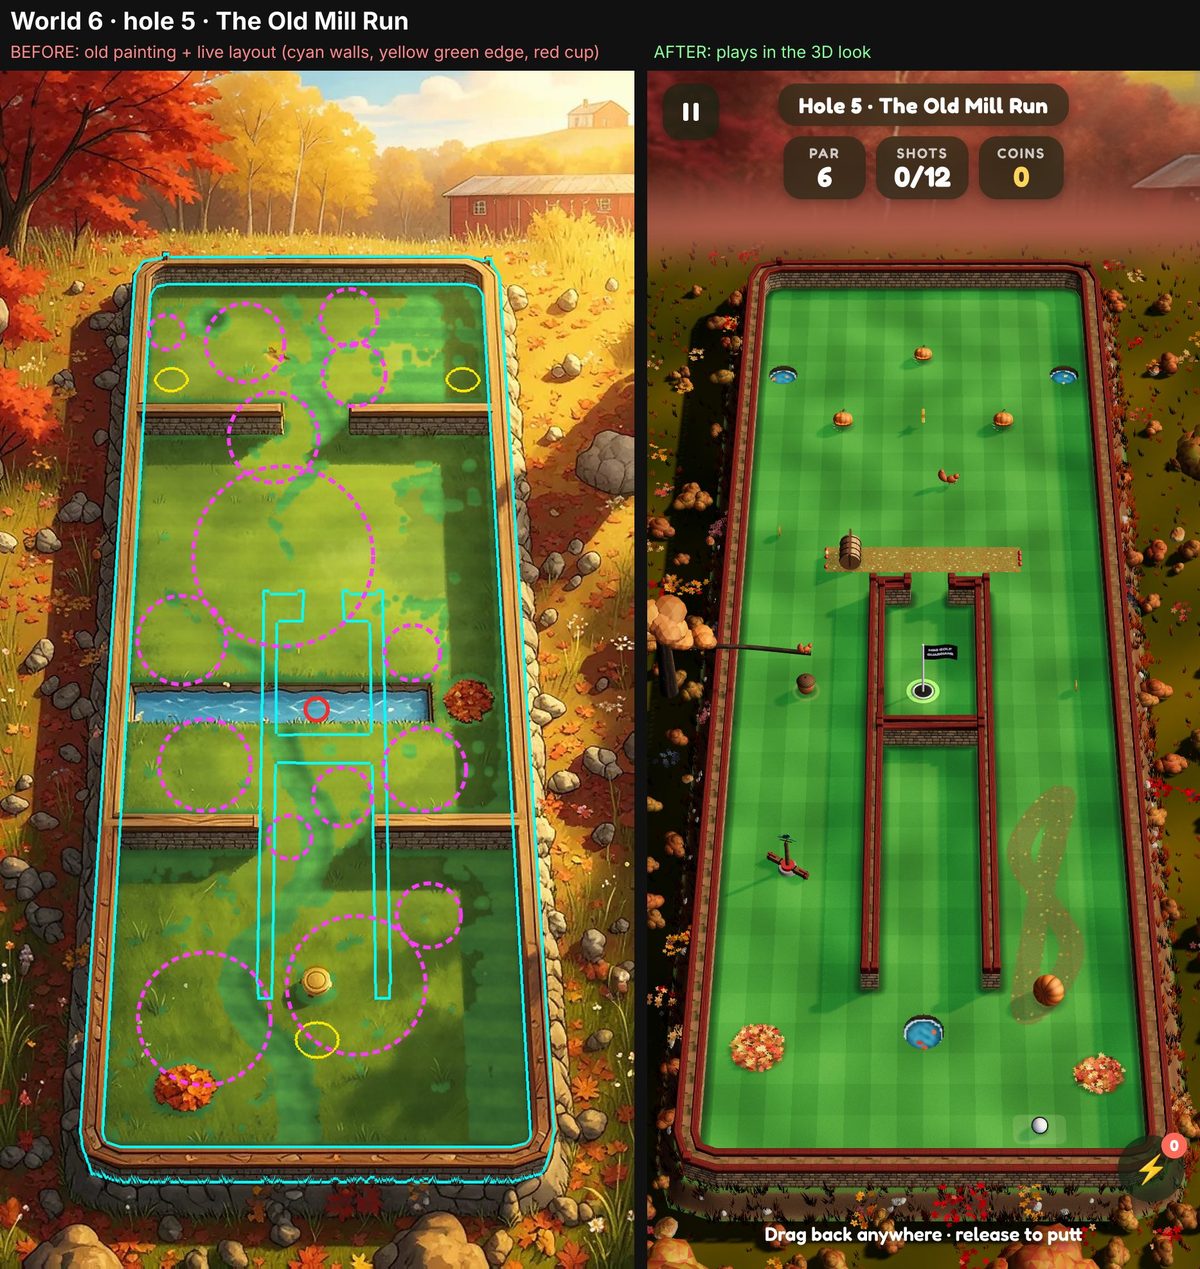 World 6 · hole 5 · The Old Mill Run
BEFORE: old painting + live layout (cyan walls, yellow green edge, red cup)
AFTER: plays in the 3D look
Hole 5 · The Old Mill Run
PAR
6
SHOTS
0/12
COINS
0
MINI GOLF
0
Drag back anywhere · release to putt